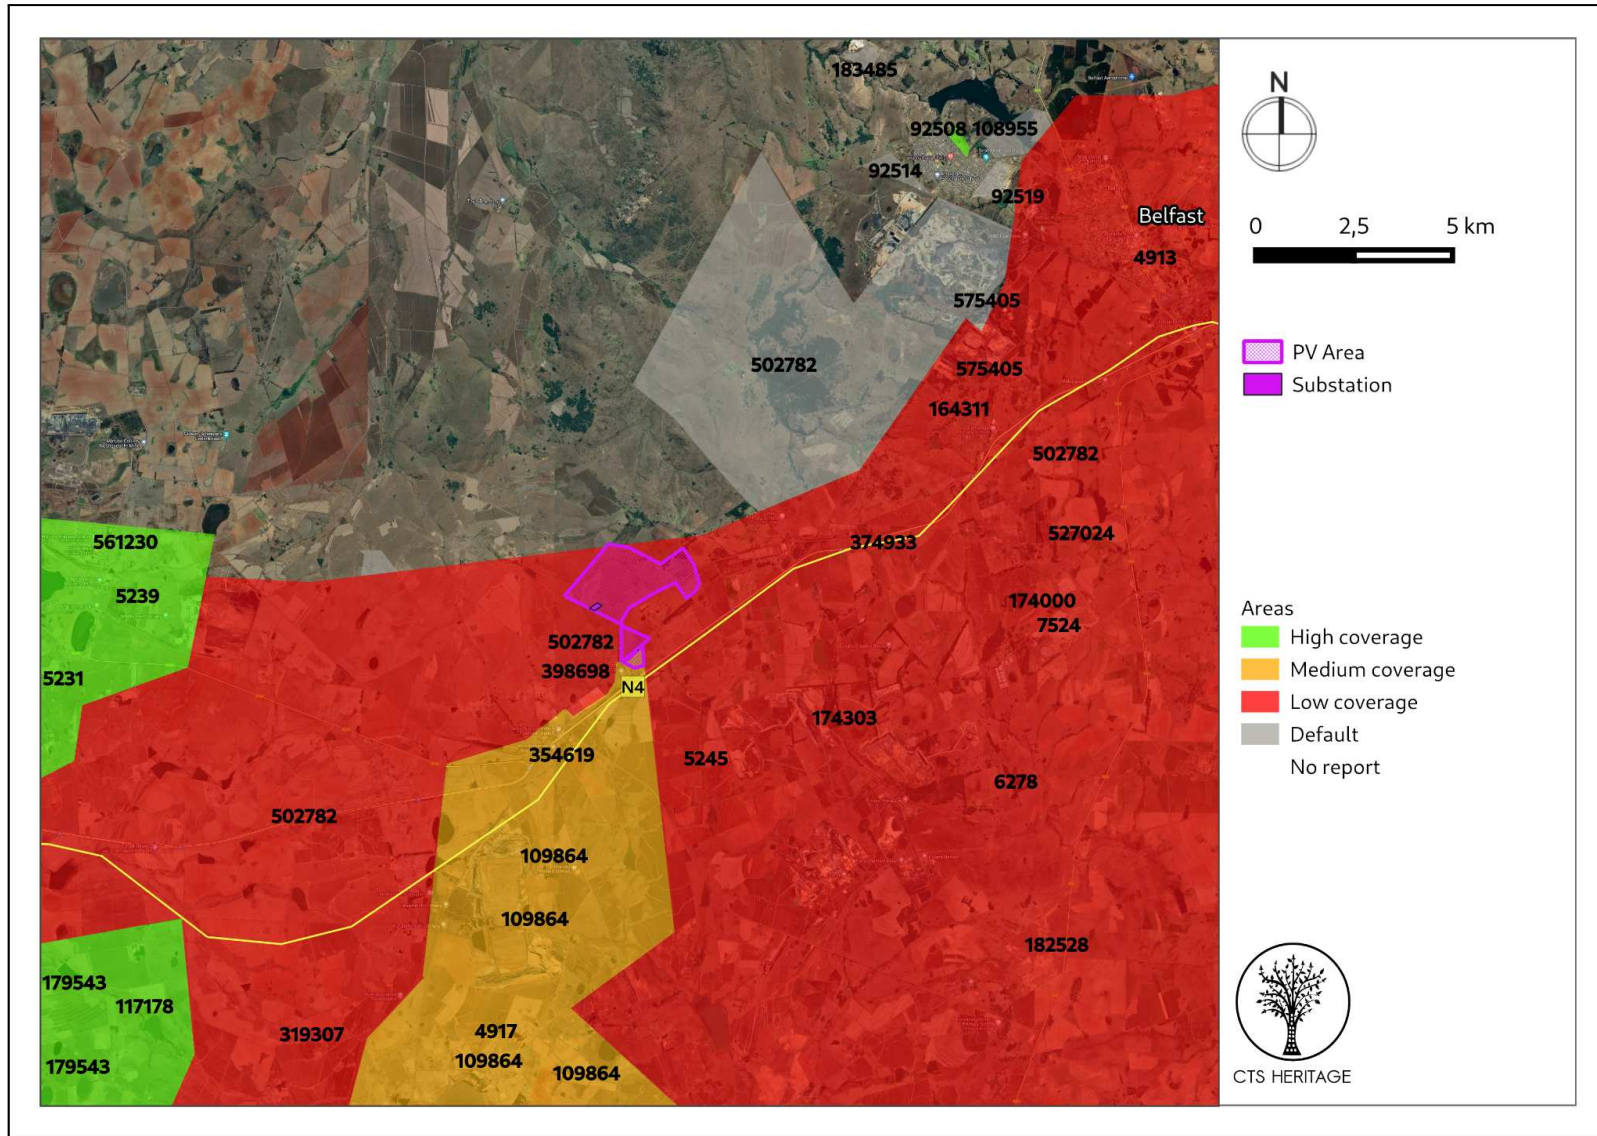 183485
92508 108955
92514
92519
Belfast
4913
575405
502782
575405
164311
502782
374933
527024
561230
5239
174000
7524
502782
398698
5231
N4
174303
354619
5245
6278
502782
109864
109864
182528
179543
117178
319307
4917
109864
179543
109864
N
0 2,5 5 km
PV Area
Substation
Areas
High coverage
Medium coverage
Low coverage
Default
No report
CTS HERITAGE